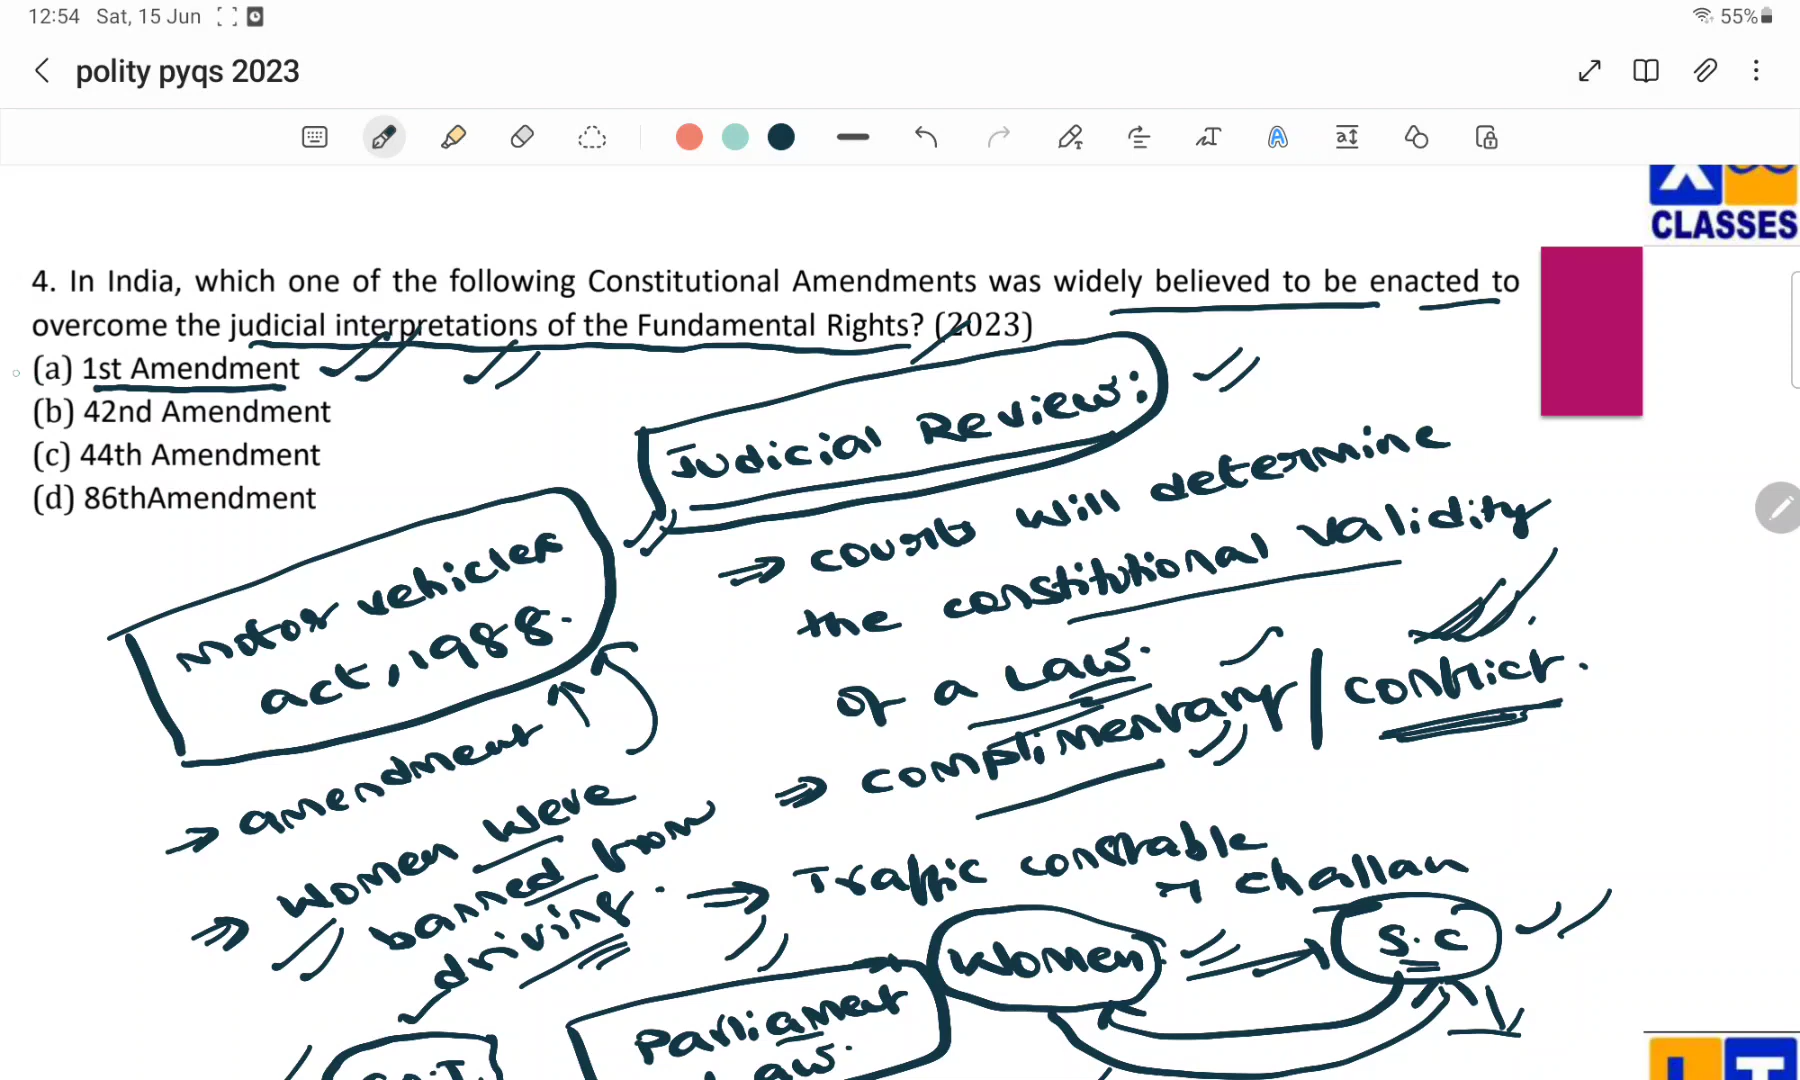 12:54 Sat, 15 Jun
55%
polity pyqs 2023
CLASSES
4. In India, which one of the following Constitutional Amendments was widely believed to be enacted to
overcome the judicial interpretations of the Fundamental Rights? (2023)
(a) 1st Amendment
(b) 42nd Amendment
(c) 44th Amendment
(d) 86thAmendment
Judicial Review:
⇒ courts will determine
the constitutional validity
of a Law.
⇒ complimentary / conflict.
Motor vehicles
act, 1988.
→ amendment
⇒ women were
banned from
driving.
⇒ Traffic constable
→ challan
women → S.C
Parliament
Law.